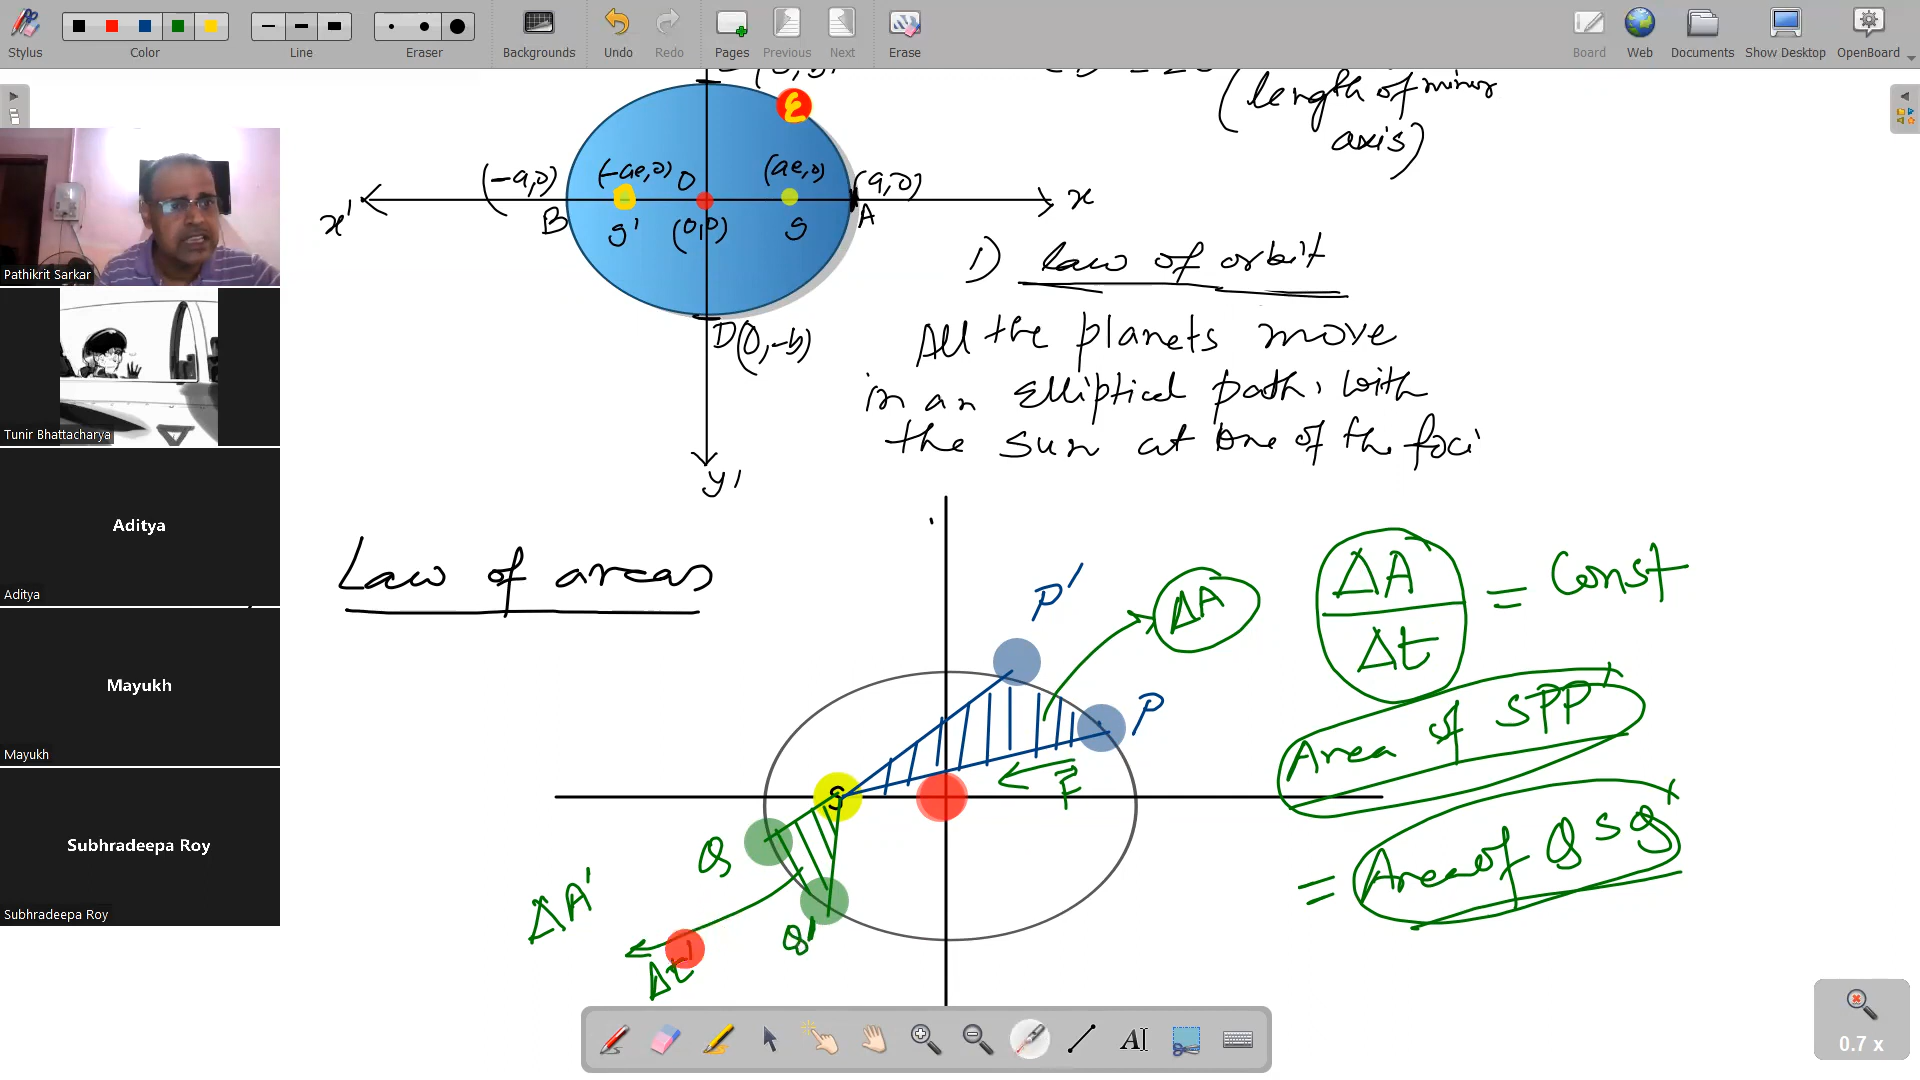 Stylus
Color
Line
Eraser
Backgrounds
Undo
Redo
Pages
Previous
Next
Erase
Board
Web
Documents
Show Desktop
OpenBoard
(length of minor
axis)
E
(-a,0)
(-ae,0)
O
(ae,0)
(a,0)
x'
B
S'
(0,0)
S
A
x
D(0,-b)
y'
1) Law of orbit
All the planets move
in an elliptical path, with
the sun at one of the foci
Pathikrit Sarkar
Tunir Bhattacharya
Aditya
Aditya
Mayukh
Mayukh
Subhradeepa Roy
Subhradeepa Roy
Law of areas
P'
ΔA
P
S
F
Q
Q'
ΔA'
Δt'
ΔA
Δt
= Const
Area of SPP'
= Area of QSQ'
AI
0.7 x